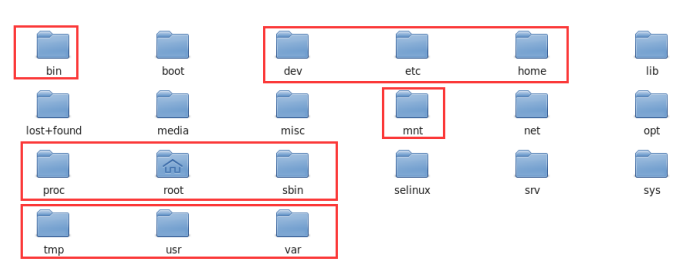 bin boot dev etc home lib
lost+found media misc mnt net opt
proc root sbin selinux srv sys
tmp usr var